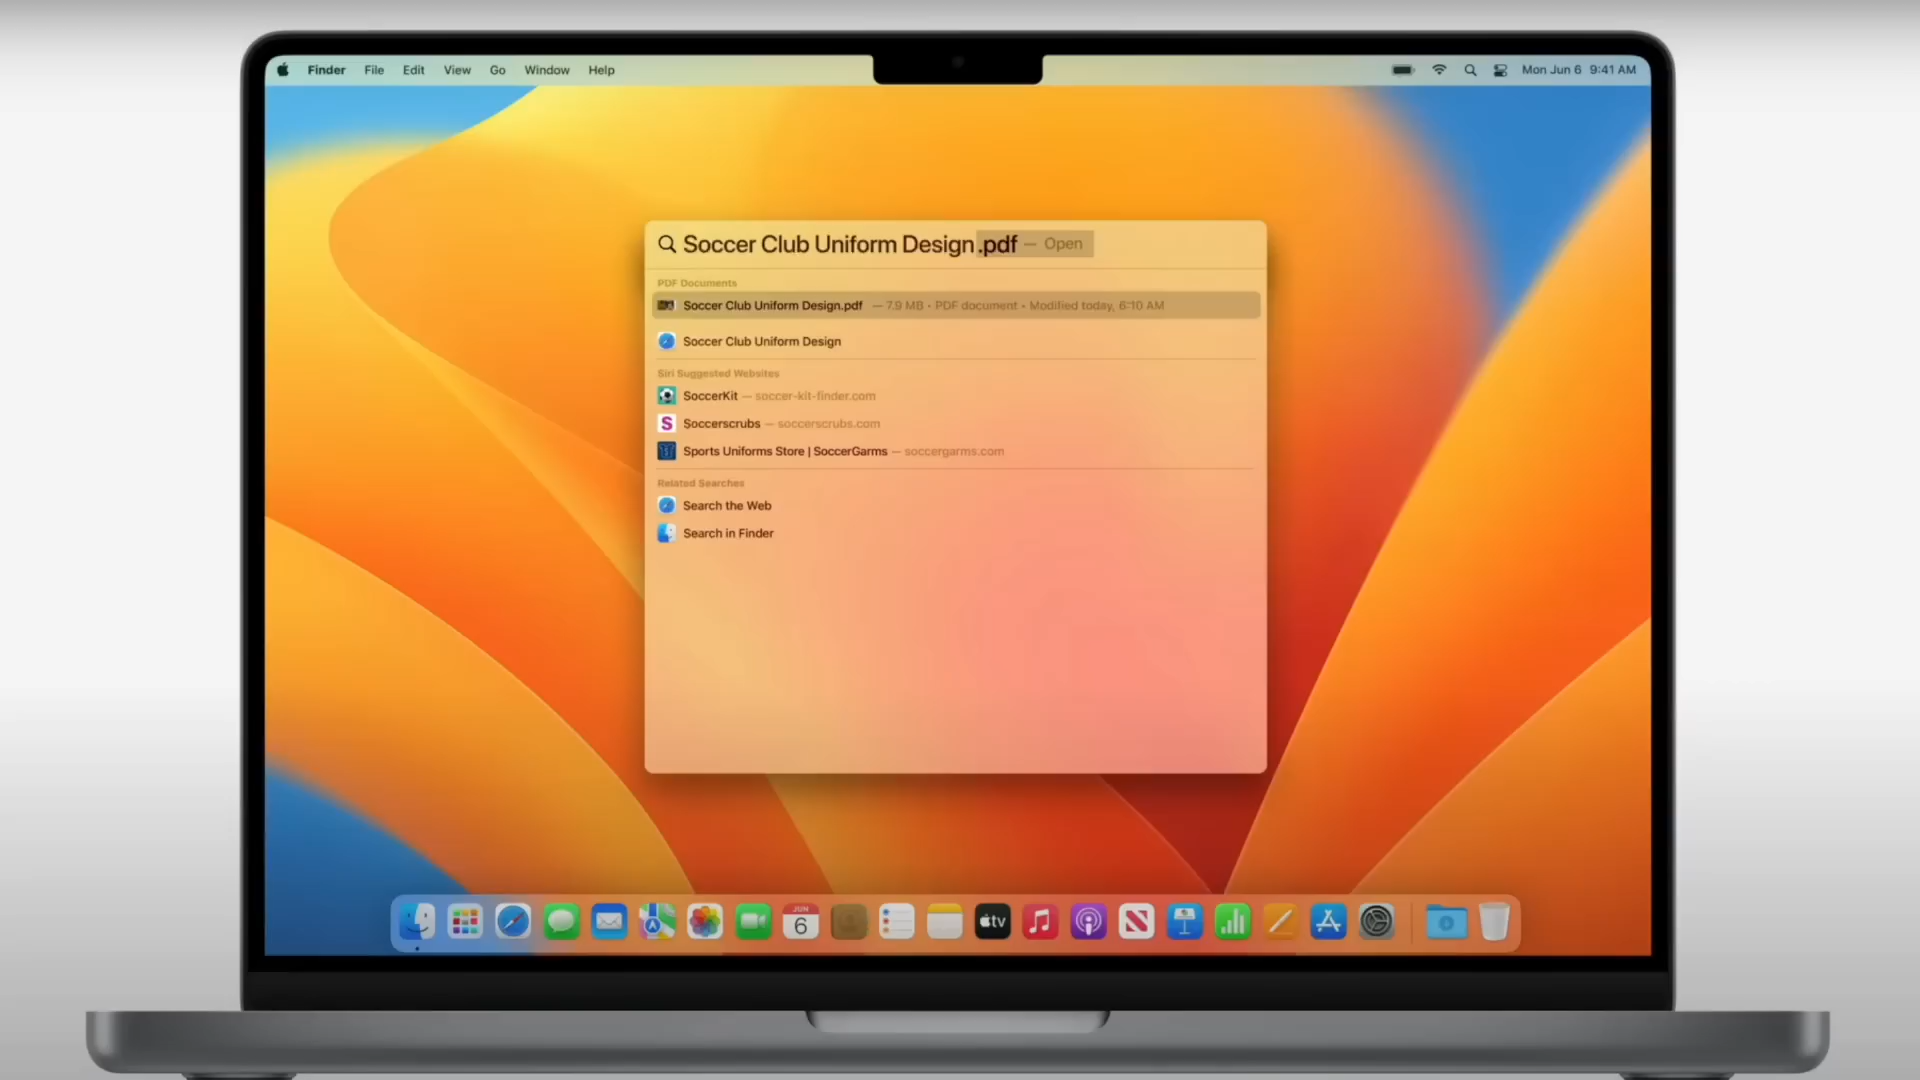 Finder File Edit View Go Window Help Mon Jun 6 9:41 AM
Soccer Club Uniform Design.pdf — Open
PDF Documents
Soccer Club Uniform Design.pdf — 7.9 MB • PDF document • Modified today, 6:10 AM
Soccer Club Uniform Design
Siri Suggested Websites
SoccerKit — soccer-kit-finder.com
S Soccerscrubs — soccerscrubs.com
Sports Uniforms Store | SoccerGarms — soccergarms.com
Related Searches
Search the Web
Search in Finder
JUN
6
tv